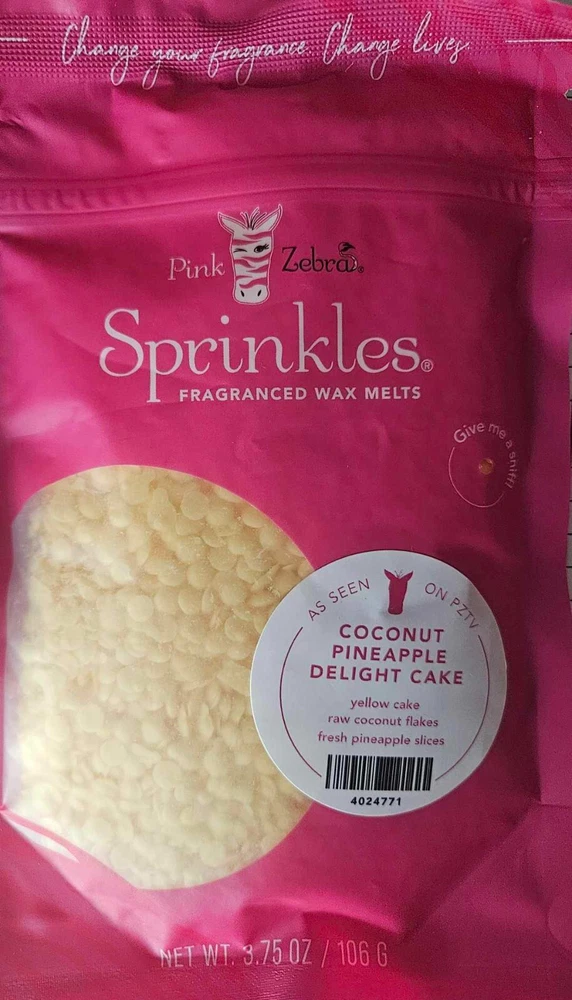 Change your fragrance. Change lives.
Pink Zebra®
Sprinkles®
FRAGRANCED WAX MELTS
Give me a sniff!
AS SEEN ON PZTV
COCONUT
PINEAPPLE
DELIGHT CAKE
yellow cake
raw coconut flakes
fresh pineapple slices
4024771
NET WT. 3.75 OZ / 106 G